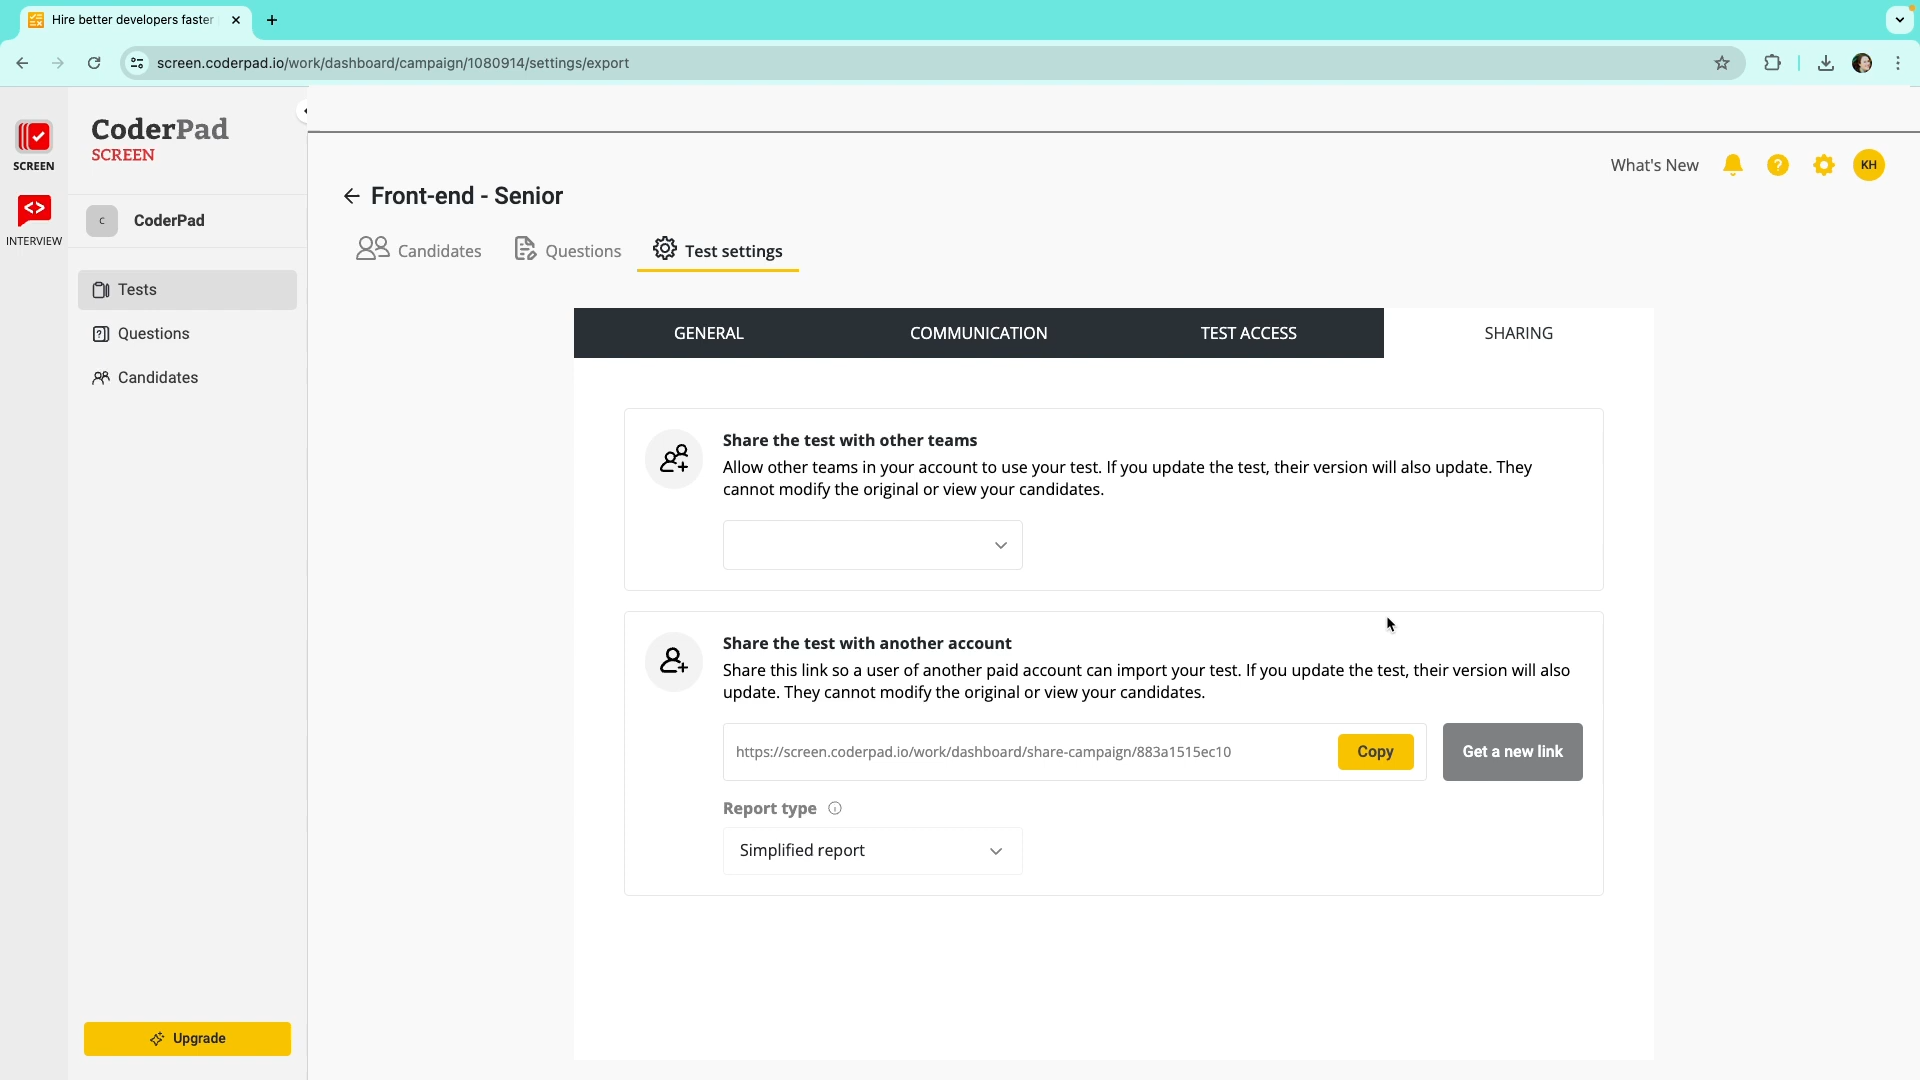 Hire better developers faster
screen.coderpad.io/work/dashboard/campaign/1080914/settings/export
SCREEN
INTERVIEW
CoderPad
SCREEN
C CoderPad
Tests
Questions
Candidates
Upgrade
What's New
KH
Front-end - Senior
Candidates Questions Test settings
GENERAL COMMUNICATION TEST ACCESS SHARING
Share the test with other teams
Allow other teams in your account to use your test. If you update the test, their version will also update. They
cannot modify the original or view your candidates.
Share the test with another account
Share this link so a user of another paid account can import your test. If you update the test, their version will also
update. They cannot modify the original or view your candidates.
https://screen.coderpad.io/work/dashboard/share-campaign/883a1515ec10 Copy Get a new link
Report type
Simplified report